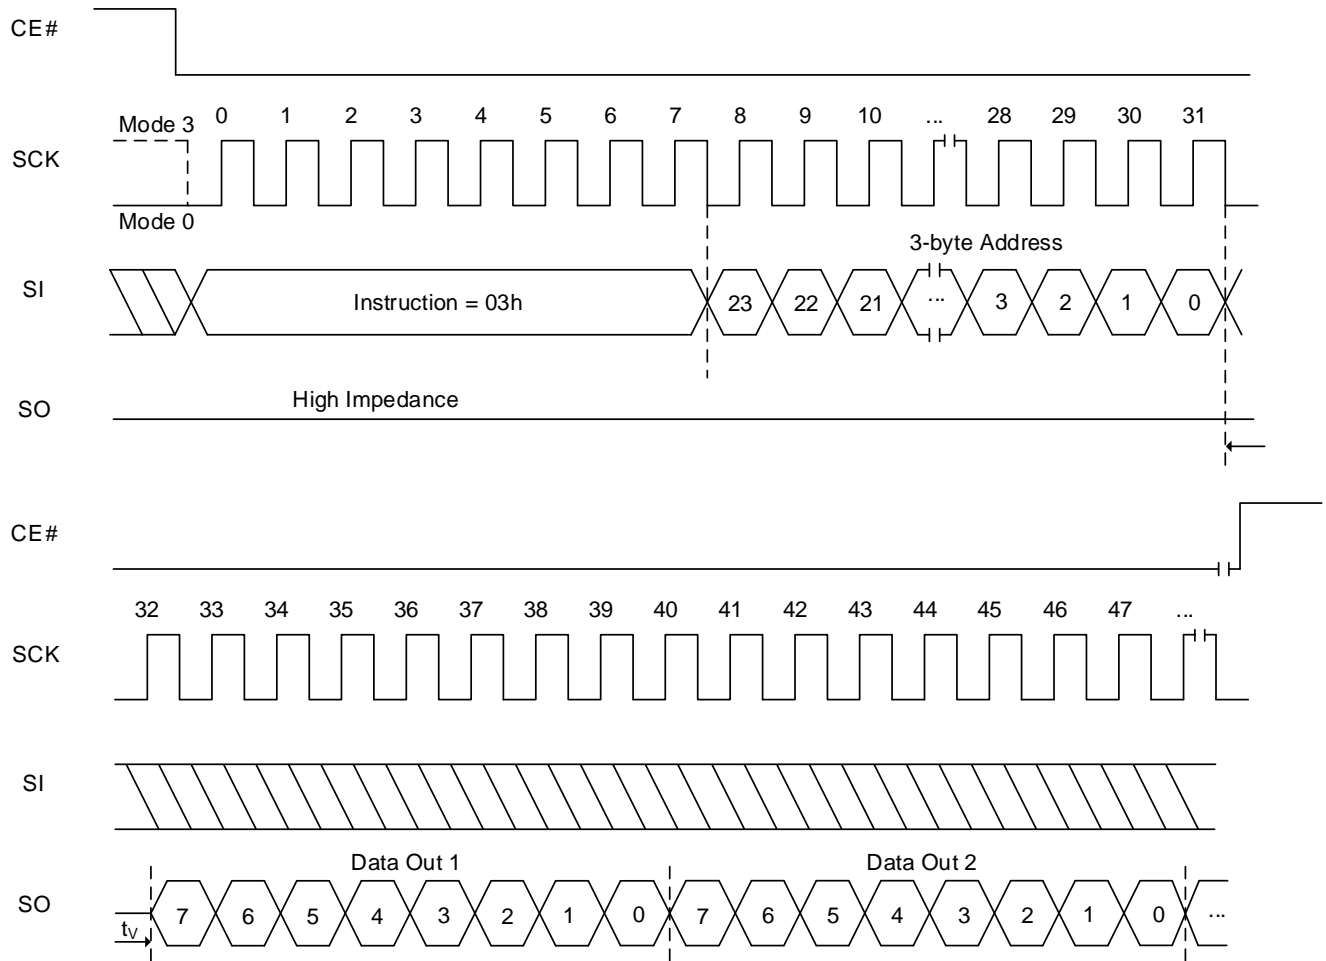 CE#
0 1 2 3 4 5 6 7 8 9 10 ... 28 29 30 31
Mode 3
SCK
Mode 0
3-byte Address
SI
Instruction = 03h 23 22 21 ... 3 2 1 0
High Impedance
SO
CE#
32 33 34 35 36 37 38 39 40 41 42 43 44 45 46 47 ...
SCK
SI
Data Out 1 Data Out 2
SO
7 6 5 4 3 2 1 0 7 6 5 4 3 2 1 0 ...
tV